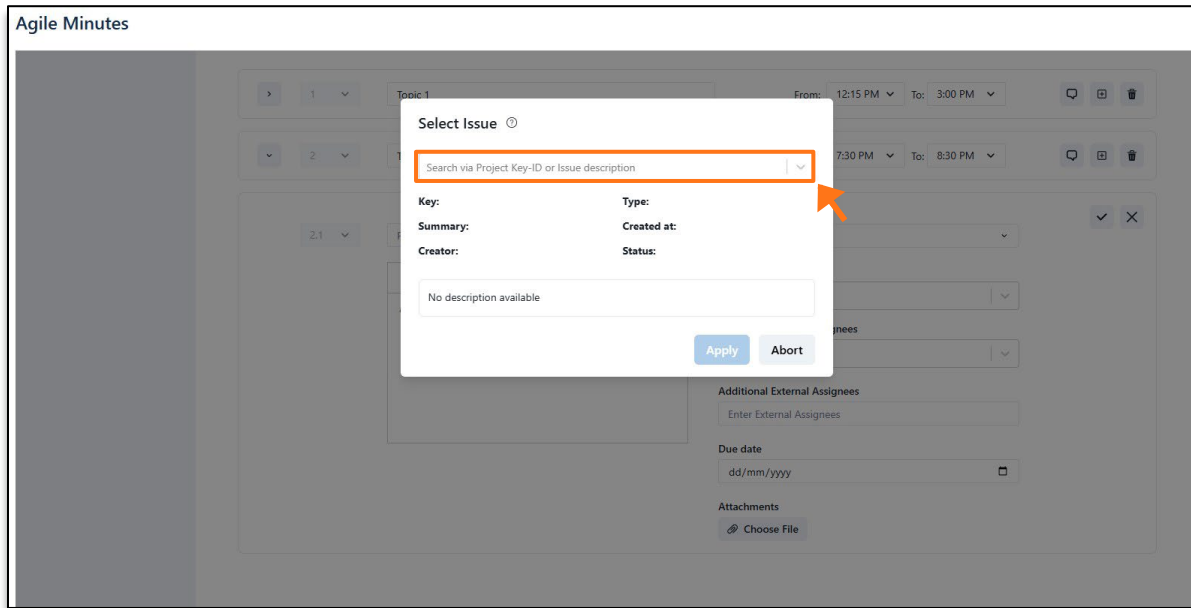 Agile Minutes
1 Topic 1 From: 12:15 PM To: 3:00 PM
Select Issue
2 7:30 PM To: 8:30 PM
Search via Project Key-ID or Issue description
Key: Type:
Summary: Created at:
2.1
Creator: Status:
No description available
Apply Abort
Additional External Assignees
Enter External Assignees
Due date
dd/mm/yyyy
Attachments
Choose File